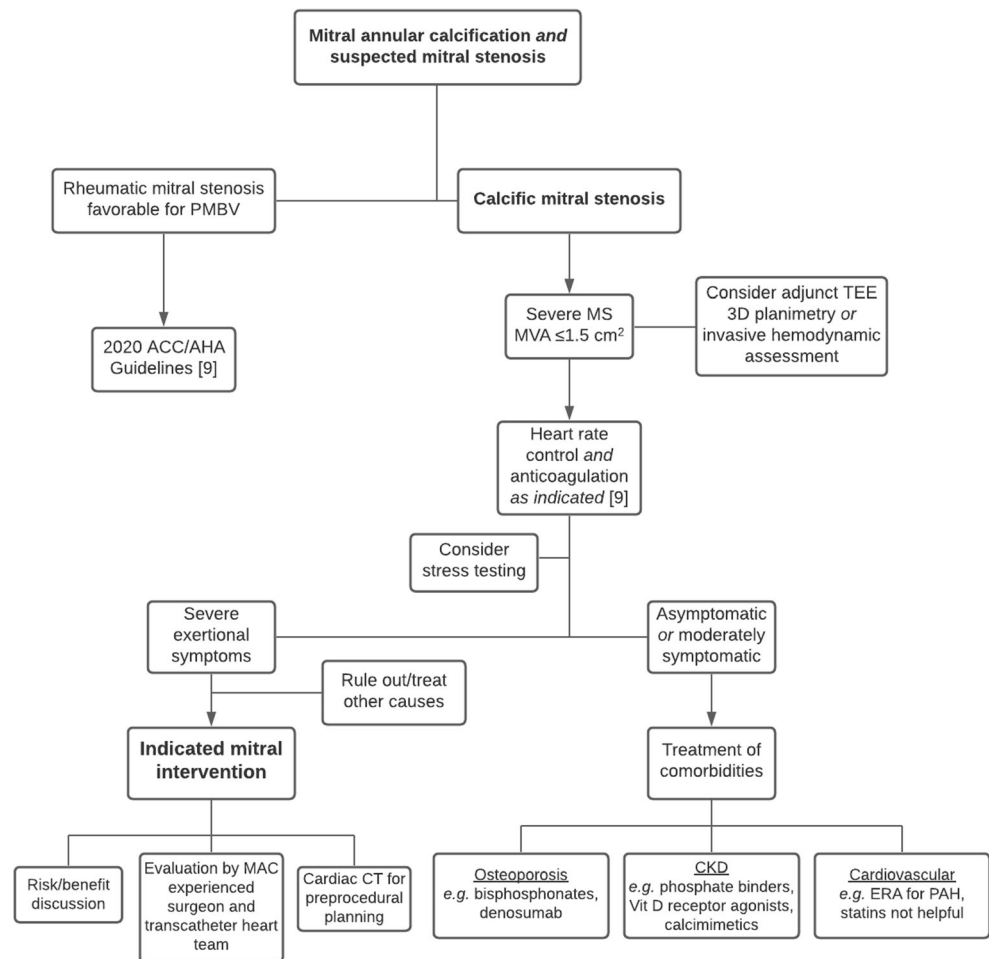 Mitral annular calcification and
suspected mitral stenosis
Rheumatic mitral stenosis
favorable for PMBV
Calcific mitral stenosis
2020 ACC/AHA
Guidelines [9]
Severe MS
MVA ≤1.5 cm²
Consider adjunct TEE
3D planimetry or
invasive hemodynamic
assessment
Heart rate
control and
anticoagulation
as indicated [9]
Consider
stress testing
Severe
exertional
symptoms
Asymptomatic
or moderately
symptomatic
Rule out/treat
other causes
Indicated mitral
intervention
Treatment of
comorbidities
Risk/benefit
discussion
Evaluation by MAC
experienced
surgeon and
transcatheter heart
team
Cardiac CT for
preprocedural
planning
Osteoporosis
e.g. bisphosphonates,
denosumab
CKD
e.g. phosphate binders,
Vit D receptor agonists,
calcimimetics
Cardiovascular
e.g. ERA for PAH,
statins not helpful